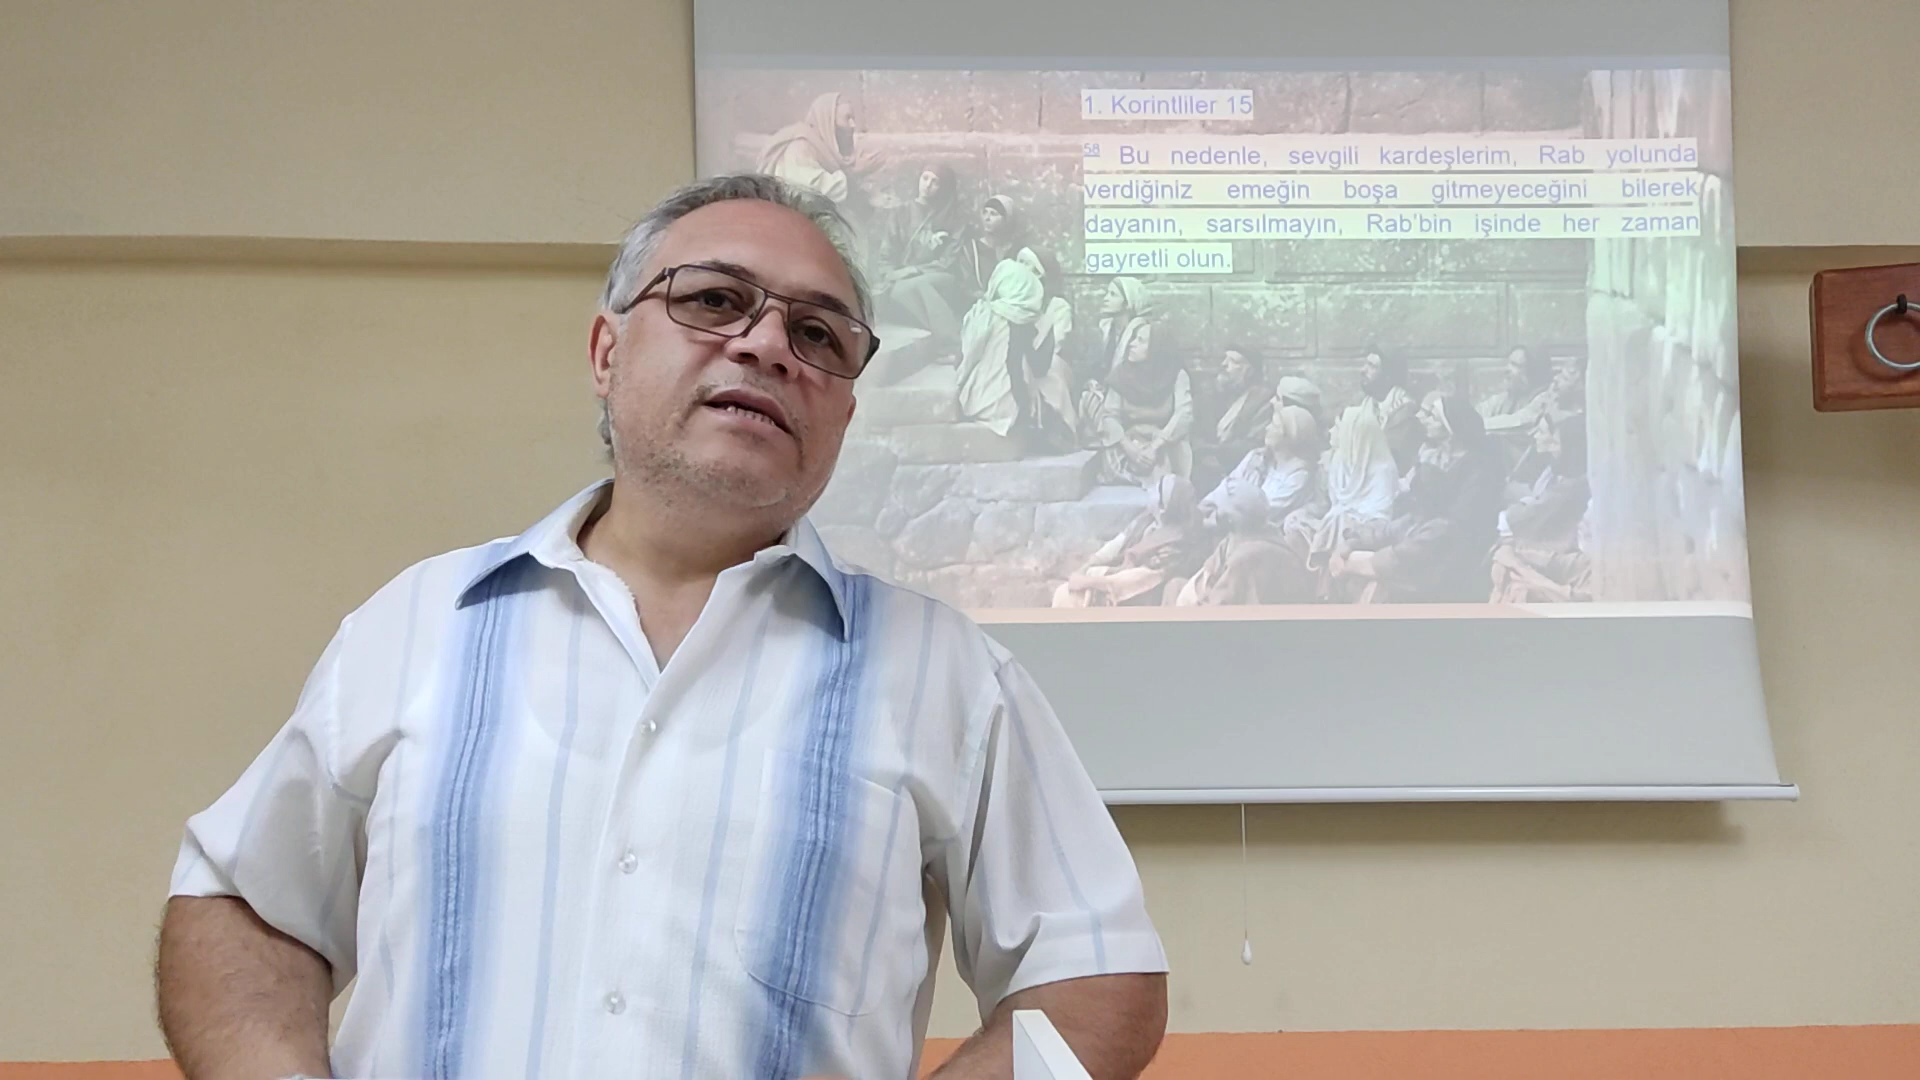 1. Korintliler 15
58 Bu nedenle, sevgili kardeşlerim, Rab yolunda
verdiğiniz emeğin boşa gitmeyeceğini bilerek
dayanın, sarsılmayın, Rab'bin işinde her zaman
gayretli olun.